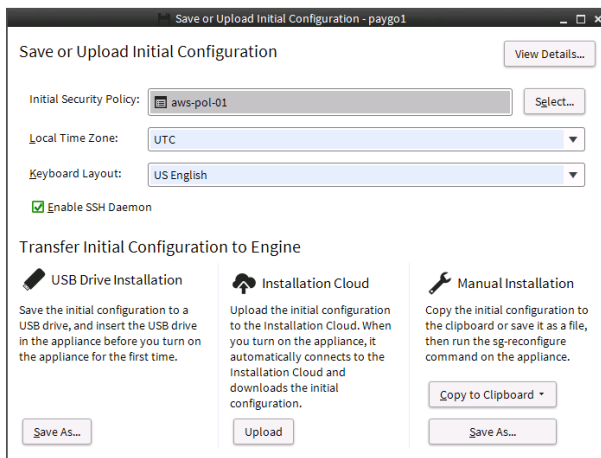 Save or Upload Initial Configuration - paygo1
Save or Upload Initial Configuration
View Details...
Initial Security Policy:
aws-pol-01
Select...
Local Time Zone:
UTC
Keyboard Layout:
US English
Enable SSH Daemon
Transfer Initial Configuration to Engine
USB Drive Installation
Save the initial configuration to a
USB drive, and insert the USB drive
in the appliance before you turn on
the appliance for the first time.
Save As...
Installation Cloud
Upload the initial configuration
to the Installation Cloud. When
you turn on the appliance, it
automatically connects to the
Installation Cloud and
downloads the initial
configuration.
Upload
Manual Installation
Copy the initial configuration to
the clipboard or save it as a file,
then run the sg-reconfigure
command on the appliance.
Copy to Clipboard
Save As...